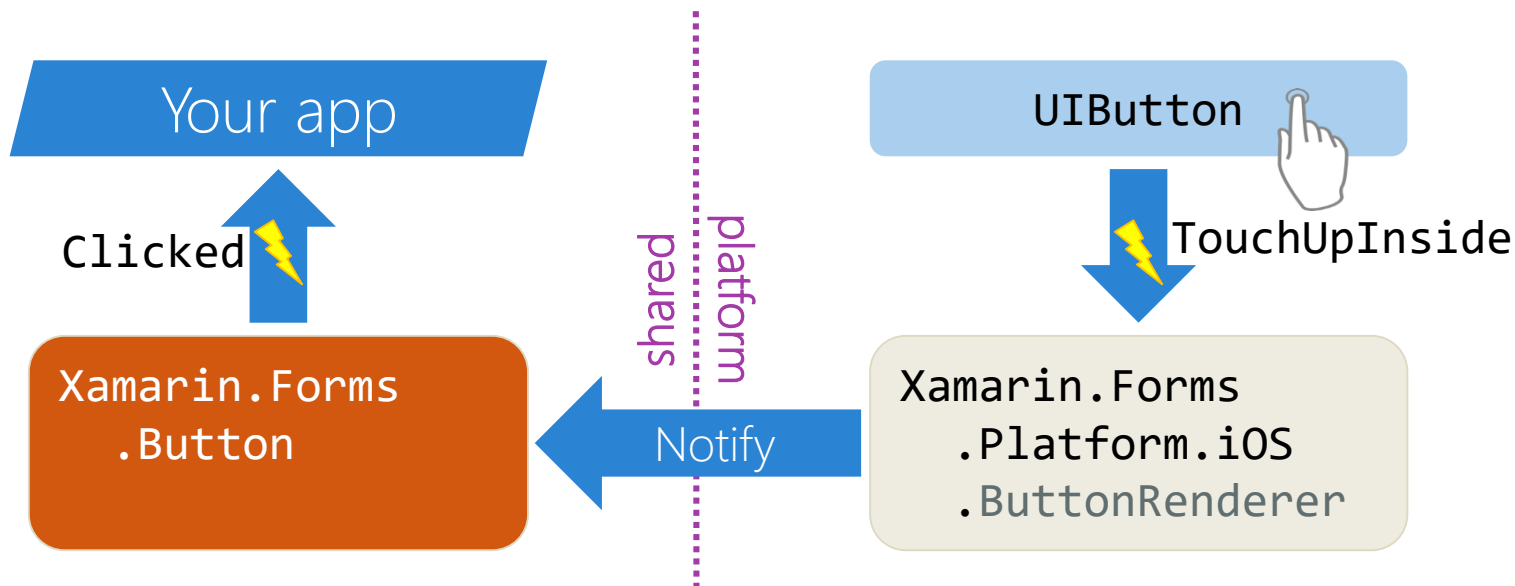 Your app
UIButton
Clicked
shared
platform
TouchUpInside
Xamarin.Forms
.Button
Notify
Xamarin.Forms
.Platform.iOS
.ButtonRenderer